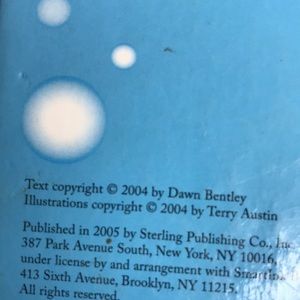 Text copyright © 2004 by Dawn Bentley
Illustrations copyright © 2004 by Terry Austin
Published in 2005 by Sterling Publishing Co., Inc.
387 Park Avenue South, New York, NY 10016,
under license by and arrangement with
413 Sixth Avenue, Brooklyn, NY 11215.
All rights reserved.